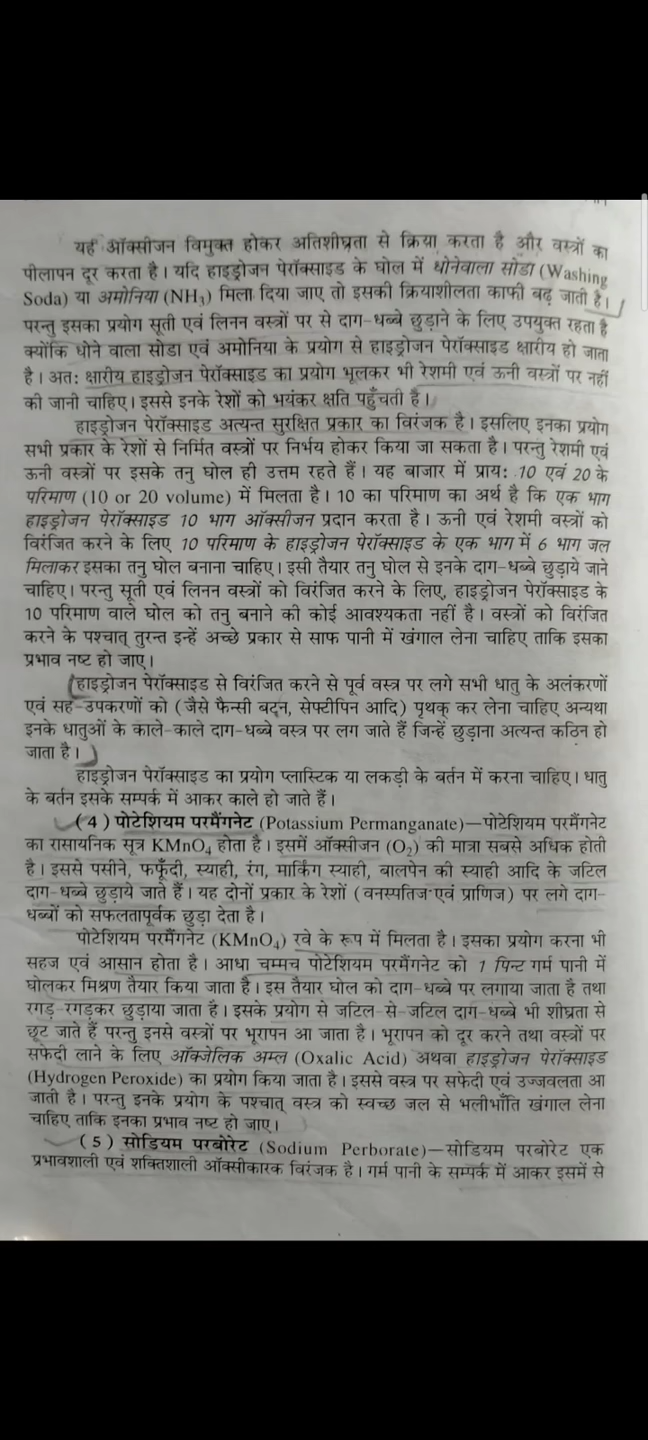 यह ऑक्सीजन विमुक्त होकर अतिशीघ्रता से क्रिया करता है और वस्त्रों का
पीलापन दूर करता है। यदि हाइड्रोजन पेरॉक्साइड के घोल में धोनेवाला सोडा (Washing
Soda) या अमोनिया (NH₃) मिला दिया जाए तो इसकी क्रियाशीलता काफी बढ़ जाती है।
परन्तु इसका प्रयोग सूती एवं लिनन वस्त्रों पर से दाग-धब्बे छुड़ाने के लिए उपयुक्त रहता है
क्योंकि धोने वाला सोडा एवं अमोनिया के प्रयोग से हाइड्रोजन पेरॉक्साइड क्षारीय हो जाता
है। अतः क्षारीय हाइड्रोजन पेरॉक्साइड का प्रयोग भूलकर भी रेशमी एवं ऊनी वस्त्रों पर नहीं
की जानी चाहिए। इससे इनके रेशों को भयंकर क्षति पहुँचती है।
हाइड्रोजन पेरॉक्साइड अत्यन्त सुरक्षित प्रकार का विरंजक है। इसलिए इनका प्रयोग
सभी प्रकार के रेशों से निर्मित वस्त्रों पर निर्भय होकर किया जा सकता है। परन्तु रेशमी एवं
ऊनी वस्त्रों पर इसके तनु घोल ही उत्तम रहते हैं। यह बाजार में प्राय: 10 एवं 20 के
परिमाण (10 or 20 volume) में मिलता है। 10 का परिमाण का अर्थ है कि एक भाग
हाइड्रोजन पेरॉक्साइड 10 भाग ऑक्सीजन प्रदान करता है। ऊनी एवं रेशमी वस्त्रों को
विरंजित करने के लिए 10 परिमाण के हाइड्रोजन पेरॉक्साइड के एक भाग में 6 भाग जल
मिलाकर इसका तनु घोल बनाना चाहिए। इसी तैयार तनु घोल से इनके दाग-धब्बे छुड़ाये जाने
चाहिए। परन्तु सूती एवं लिनन वस्त्रों को विरंजित करने के लिए, हाइड्रोजन पेरॉक्साइड के
10 परिमाण वाले घोल को तनु बनाने की कोई आवश्यकता नहीं है। वस्त्रों को विरंजित
करने के पश्चात् तुरन्त इन्हें अच्छे प्रकार से साफ पानी में खंगाल लेना चाहिए ताकि इसका
प्रभाव नष्ट हो जाए।
हाइड्रोजन पेरॉक्साइड से विरंजित करने से पूर्व वस्त्र पर लगे सभी धातु के अलंकरणों
एवं सह-उपकरणों को (जैसे फैन्सी बटन, सेफ्टीपिन आदि) पृथक् कर लेना चाहिए अन्यथा
इनके धातुओं के काले-काले दाग-धब्बे वस्त्र पर लग जाते हैं जिन्हें छुड़ाना अत्यन्त कठिन हो
जाता है।
हाइड्रोजन पेरॉक्साइड का प्रयोग प्लास्टिक या लकड़ी के बर्तन में करना चाहिए। धातु
के बर्तन इसके सम्पर्क में आकर काले हो जाते हैं।
(4) पोटेशियम परमैंगनेट (Potassium Permanganate)—पोटेशियम परमैंगनेट
का रासायनिक सूत्र KMnO₄ होता है। इसमें ऑक्सीजन (O₂) की मात्रा सबसे अधिक होती
है। इससे पसीने, फफूँदी, स्याही, रंग, मार्किंग स्याही, बालपेन की स्याही आदि के जटिल
दाग-धब्बे छुड़ाये जाते हैं। यह दोनों प्रकार के रेशों (वनस्पतिज एवं प्राणिज) पर लगे दाग-
धब्बों को सफलतापूर्वक छुड़ा देता है।
पोटेशियम परमैंगनेट (KMnO₄) रवे के रूप में मिलता है। इसका प्रयोग करना भी
सहज एवं आसान होता है। आधा चम्मच पोटेशियम परमैंगनेट को 1 पिन्ट गर्म पानी में
घोलकर मिश्रण तैयार किया जाता है। इस तैयार घोल को दाग-धब्बे पर लगाया जाता है तथा
रगड़-रगड़कर छुड़ाया जाता है। इसके प्रयोग से जटिल-से-जटिल दाग-धब्बे भी शीघ्रता से
छूट जाते हैं परन्तु इनसे वस्त्रों पर भूरापन आ जाता है। भूरापन को दूर करने तथा वस्त्रों पर
सफेदी लाने के लिए ऑक्जेलिक अम्ल (Oxalic Acid) अथवा हाइड्रोजन पेरॉक्साइड
(Hydrogen Peroxide) का प्रयोग किया जाता है। इससे वस्त्र पर सफेदी एवं उज्जवलता आ
जाती है। परन्तु इनके प्रयोग के पश्चात् वस्त्र को स्वच्छ जल से भलीभाँति खंगाल लेना
चाहिए ताकि इनका प्रभाव नष्ट हो जाए।
(5) सोडियम परबोरेट (Sodium Perborate)—सोडियम परबोरेट एक
प्रभावशाली एवं शक्तिशाली ऑक्सीकारक विरंजक है। गर्म पानी के सम्पर्क में आकर इसमें से